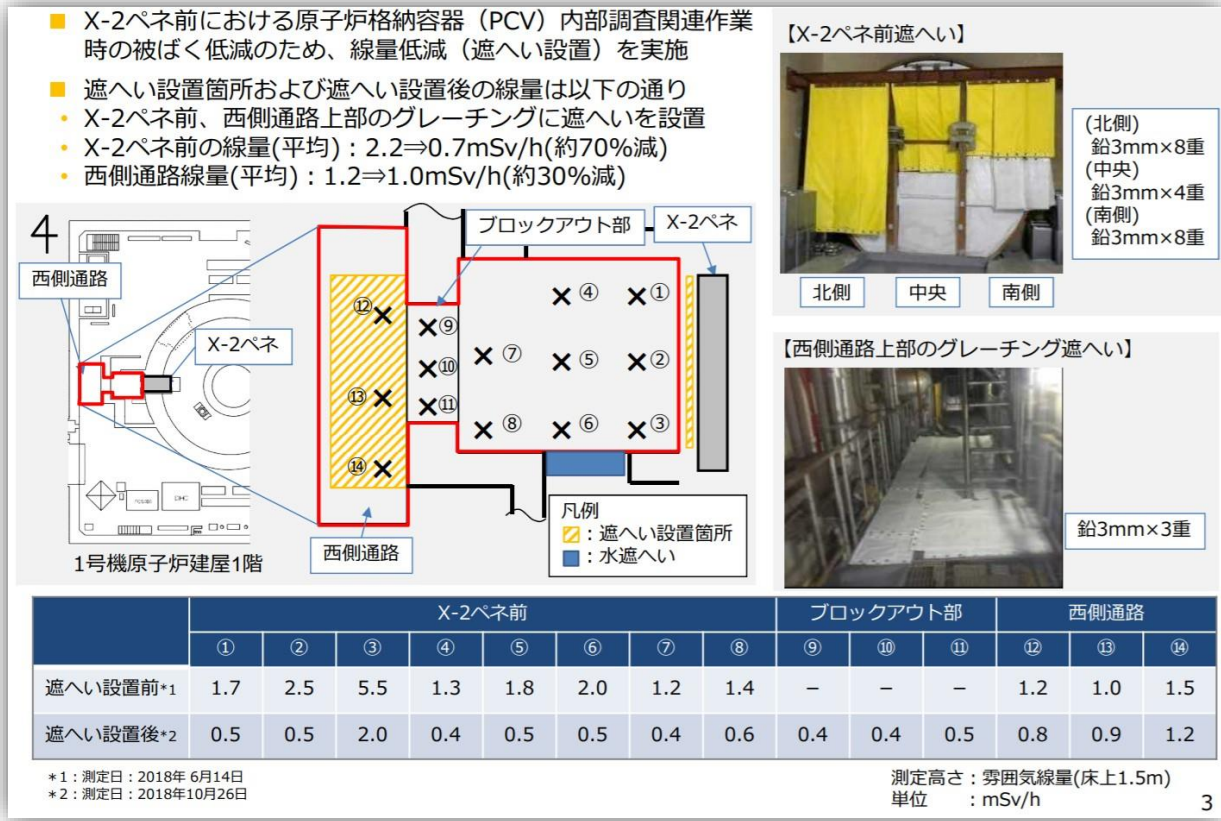 ■ X-2ペネ前における原子炉格納容器（PCV）内部調査関連作業
時の被ばく低減のため、線量低減（遮へい設置）を実施
■ 遮へい設置箇所および遮へい設置後の線量は以下の通り
• X-2ペネ前、西側通路上部のグレーチングに遮へいを設置
• X-2ペネ前の線量(平均)：2.2⇒0.7mSv/h(約70%減)
• 西側通路線量(平均)：1.2⇒1.0mSv/h(約30%減)
【X-2ペネ前遮へい】
(北側)
鉛3mm×8重
(中央)
鉛3mm×4重
(南側)
鉛3mm×8重
北側 中央 南側
4
西側通路
X-2ペネ
1号機原子炉建屋1階
ブロックアウト部 X-2ペネ
④ ①
⑫ ⑨
⑦ ⑤ ②
⑩
⑬ ⑪
⑧ ⑥ ③
⑭
西側通路
凡例
：遮へい設置箇所
：水遮へい
【西側通路上部のグレーチング遮へい】
鉛3mm×3重
X-2ペネ前 ブロックアウト部 西側通路
① ② ③ ④ ⑤ ⑥ ⑦ ⑧ ⑨ ⑩ ⑪ ⑫ ⑬ ⑭
遮へい設置前*1 1.7 2.5 5.5 1.3 1.8 2.0 1.2 1.4 − − − 1.2 1.0 1.5
遮へい設置後*2 0.5 0.5 2.0 0.4 0.5 0.5 0.4 0.6 0.4 0.4 0.5 0.8 0.9 1.2
*1：測定日：2018年 6月14日
*2：測定日：2018年10月26日
測定高さ：雰囲気線量(床上1.5m)
単位 ：mSv/h
3